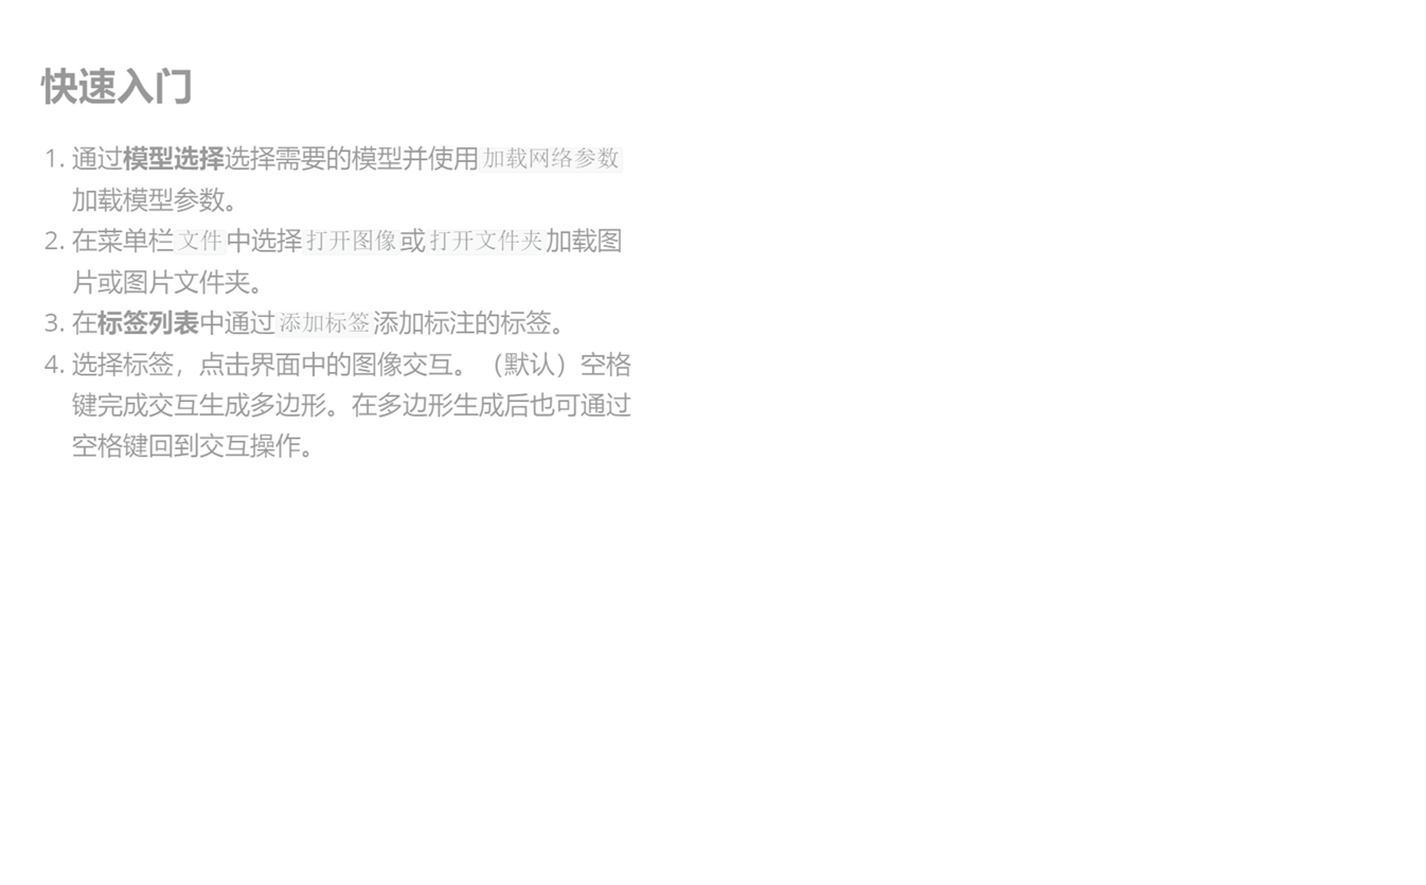 快速入门
1. 通过模型选择选择需要的模型并使用加载网络参数
加载模型参数。
2. 在菜单栏文件中选择打开图像或打开文件夹加载图
片或图片文件夹。
3. 在标签列表中通过添加标签添加标注的标签。
4. 选择标签，点击界面中的图像交互。（默认）空格
键完成交互生成多边形。在多边形生成后也可通过
空格键回到交互操作。